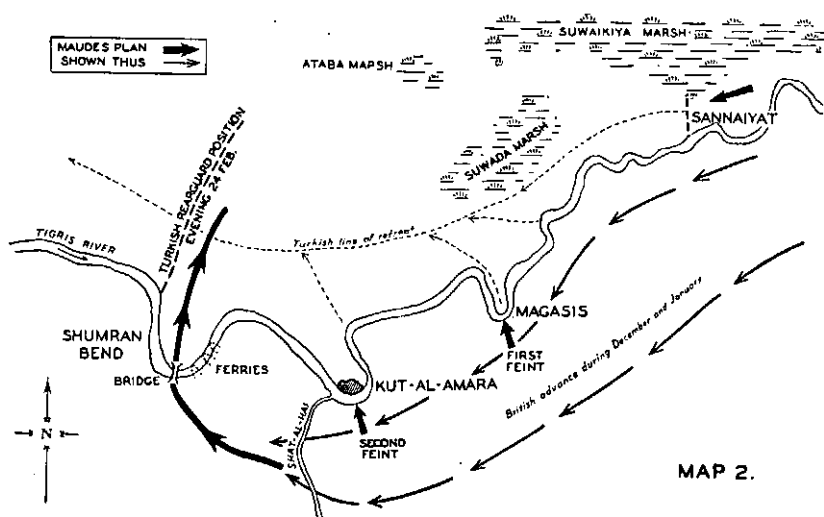 MAUDES PLAN
SHOWN THUS
ATABA MAPSH
SUWAIKIYA MARSH
SANNAIYAT
SUWADA MARSH
TURKISH REARGUARD POSITION
EVENING 24 FEB.
TIGRIS RIVER
Turkish line of retreat
SHUMRAN
BEND
BRIDGE
FERRIES
MAGASIS
FIRST
FEINT
KUT-AL-AMARA
SECOND
FEINT
SHAT-AL-HAI
British advance during December and January
N
MAP 2.